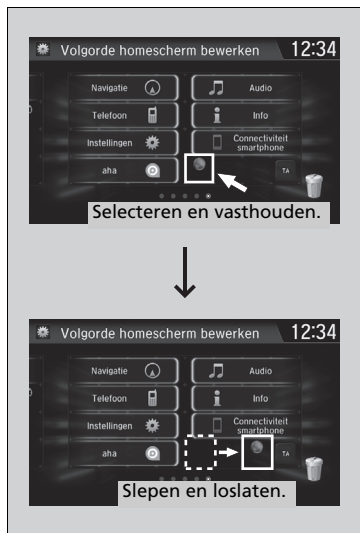 Volgorde homescherm bewerken 12:34
Navigatie Audio
Telefoon Info
Instellingen Connectiviteit
smartphone
aha TA
Selecteren en vasthouden.
Volgorde homescherm bewerken 12:34
Navigatie Audio
Telefoon Info
Instellingen Connectiviteit
smartphone
aha TA
Slepen en loslaten.